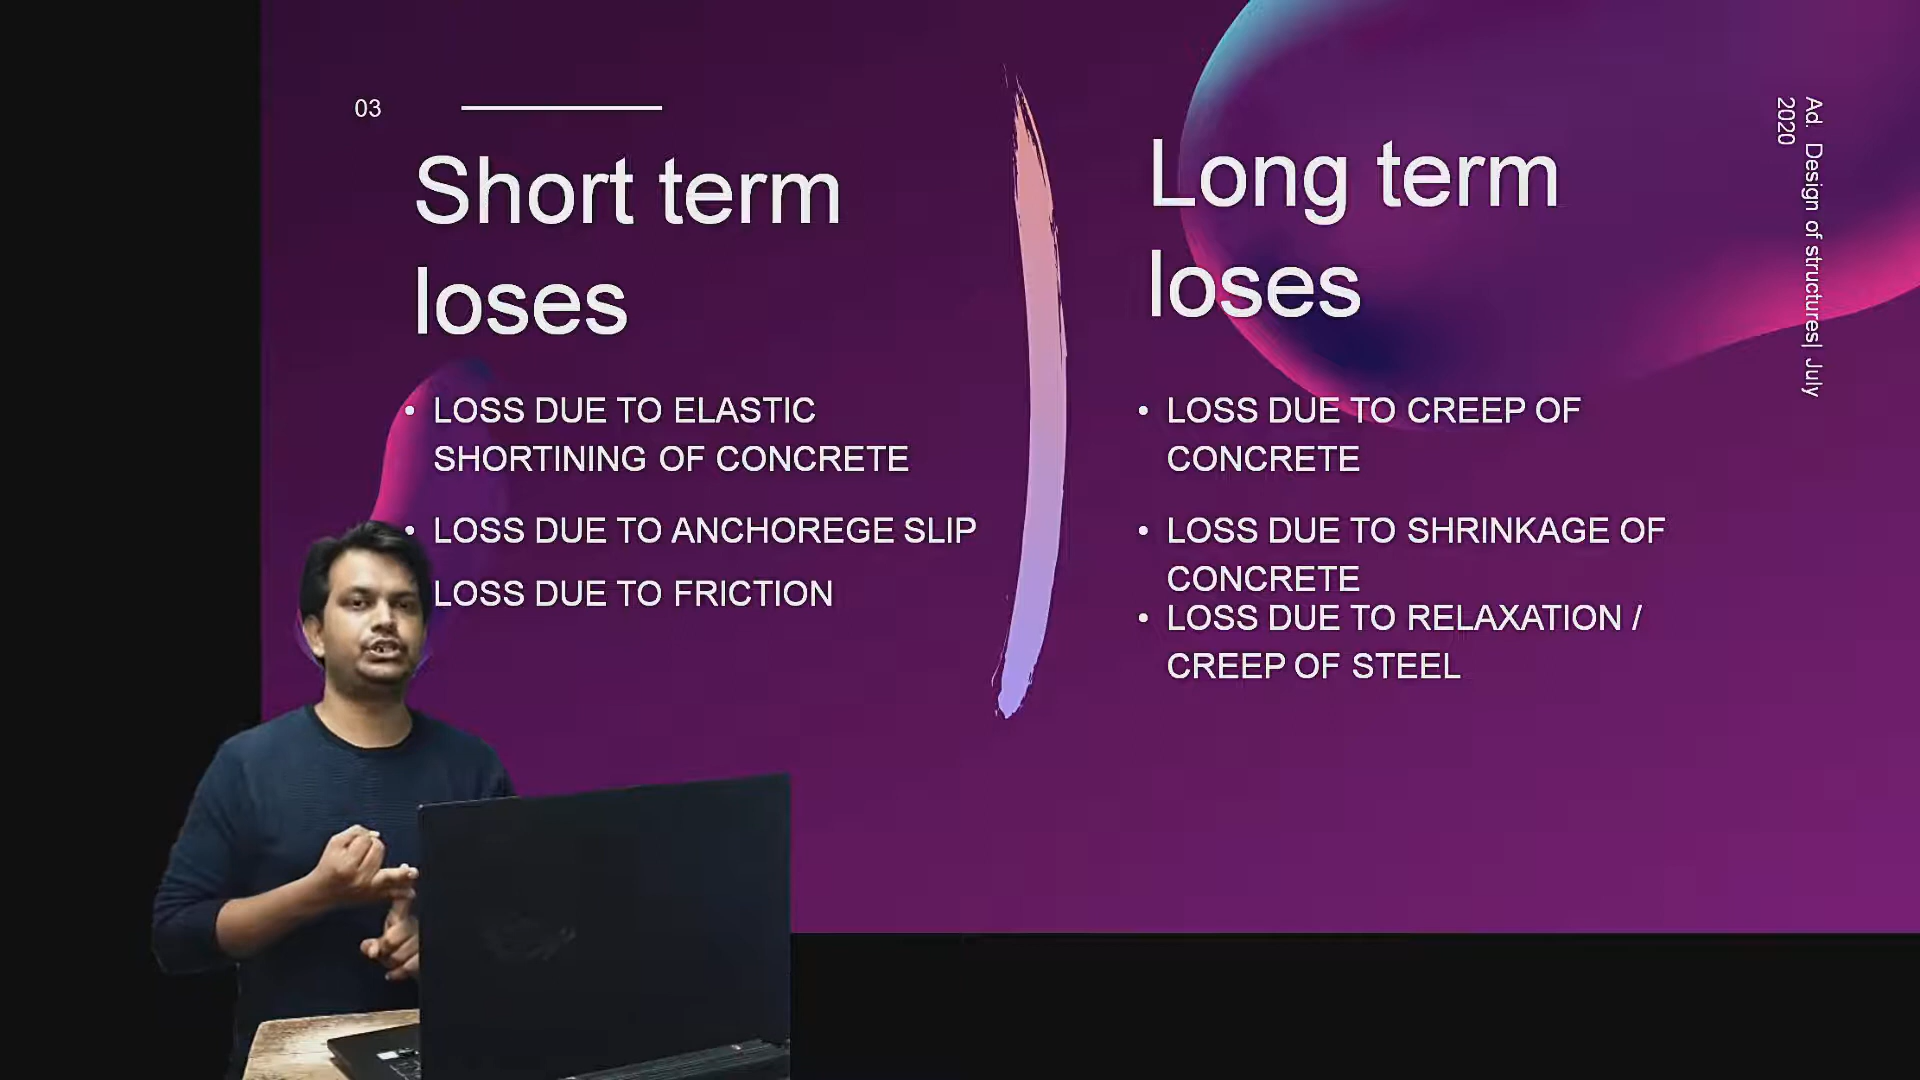 03
Short term
loses
• LOSS DUE TO ELASTIC
SHORTINING OF CONCRETE
• LOSS DUE TO ANCHOREGE SLIP
LOSS DUE TO FRICTION
Long term
loses
• LOSS DUE TO CREEP OF
CONCRETE
• LOSS DUE TO SHRINKAGE OF
CONCRETE
• LOSS DUE TO RELAXATION /
CREEP OF STEEL
Ad. Design of structures| July
2020